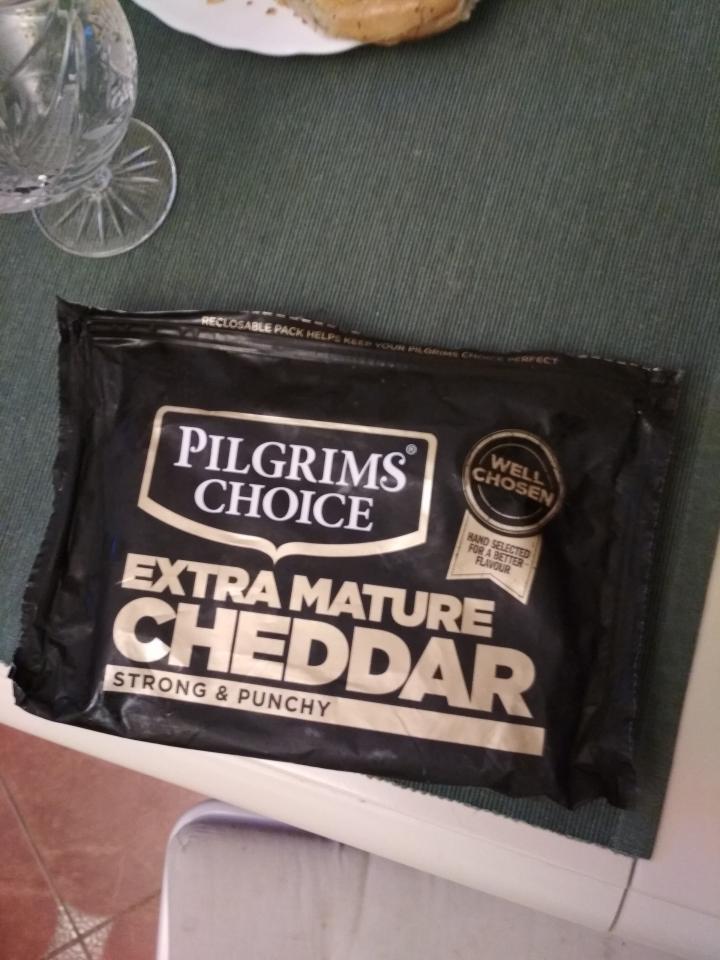 RECLOSABLE PACK HELPS KEEP YOUR PILGRIMS CHOICE PERFECT
PILGRIMS®
CHOICE
WELL
CHOSEN
HAND SELECTED
FOR A BETTER
FLAVOUR
EXTRA MATURE
CHEDDAR
STRONG & PUNCHY